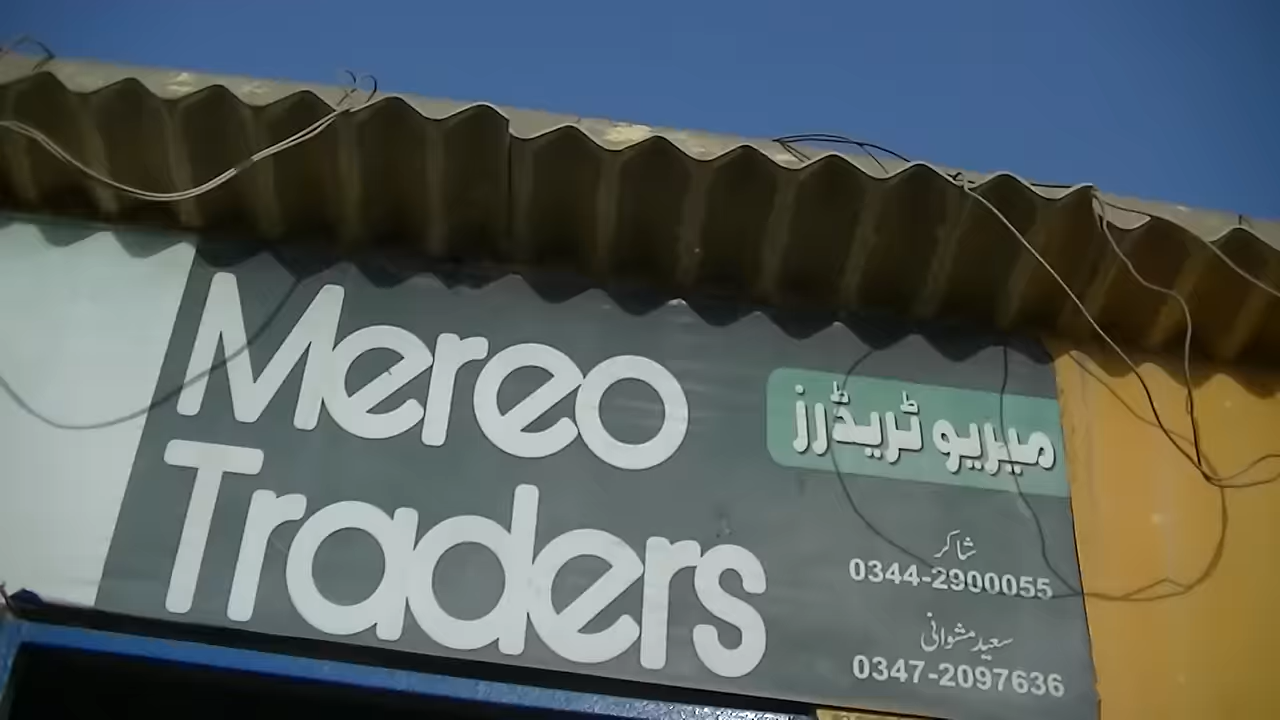 Mereo
Traders
میریو ٹریڈرز
شاکر
0344-2900055
سعید مشوانی
0347-2097636